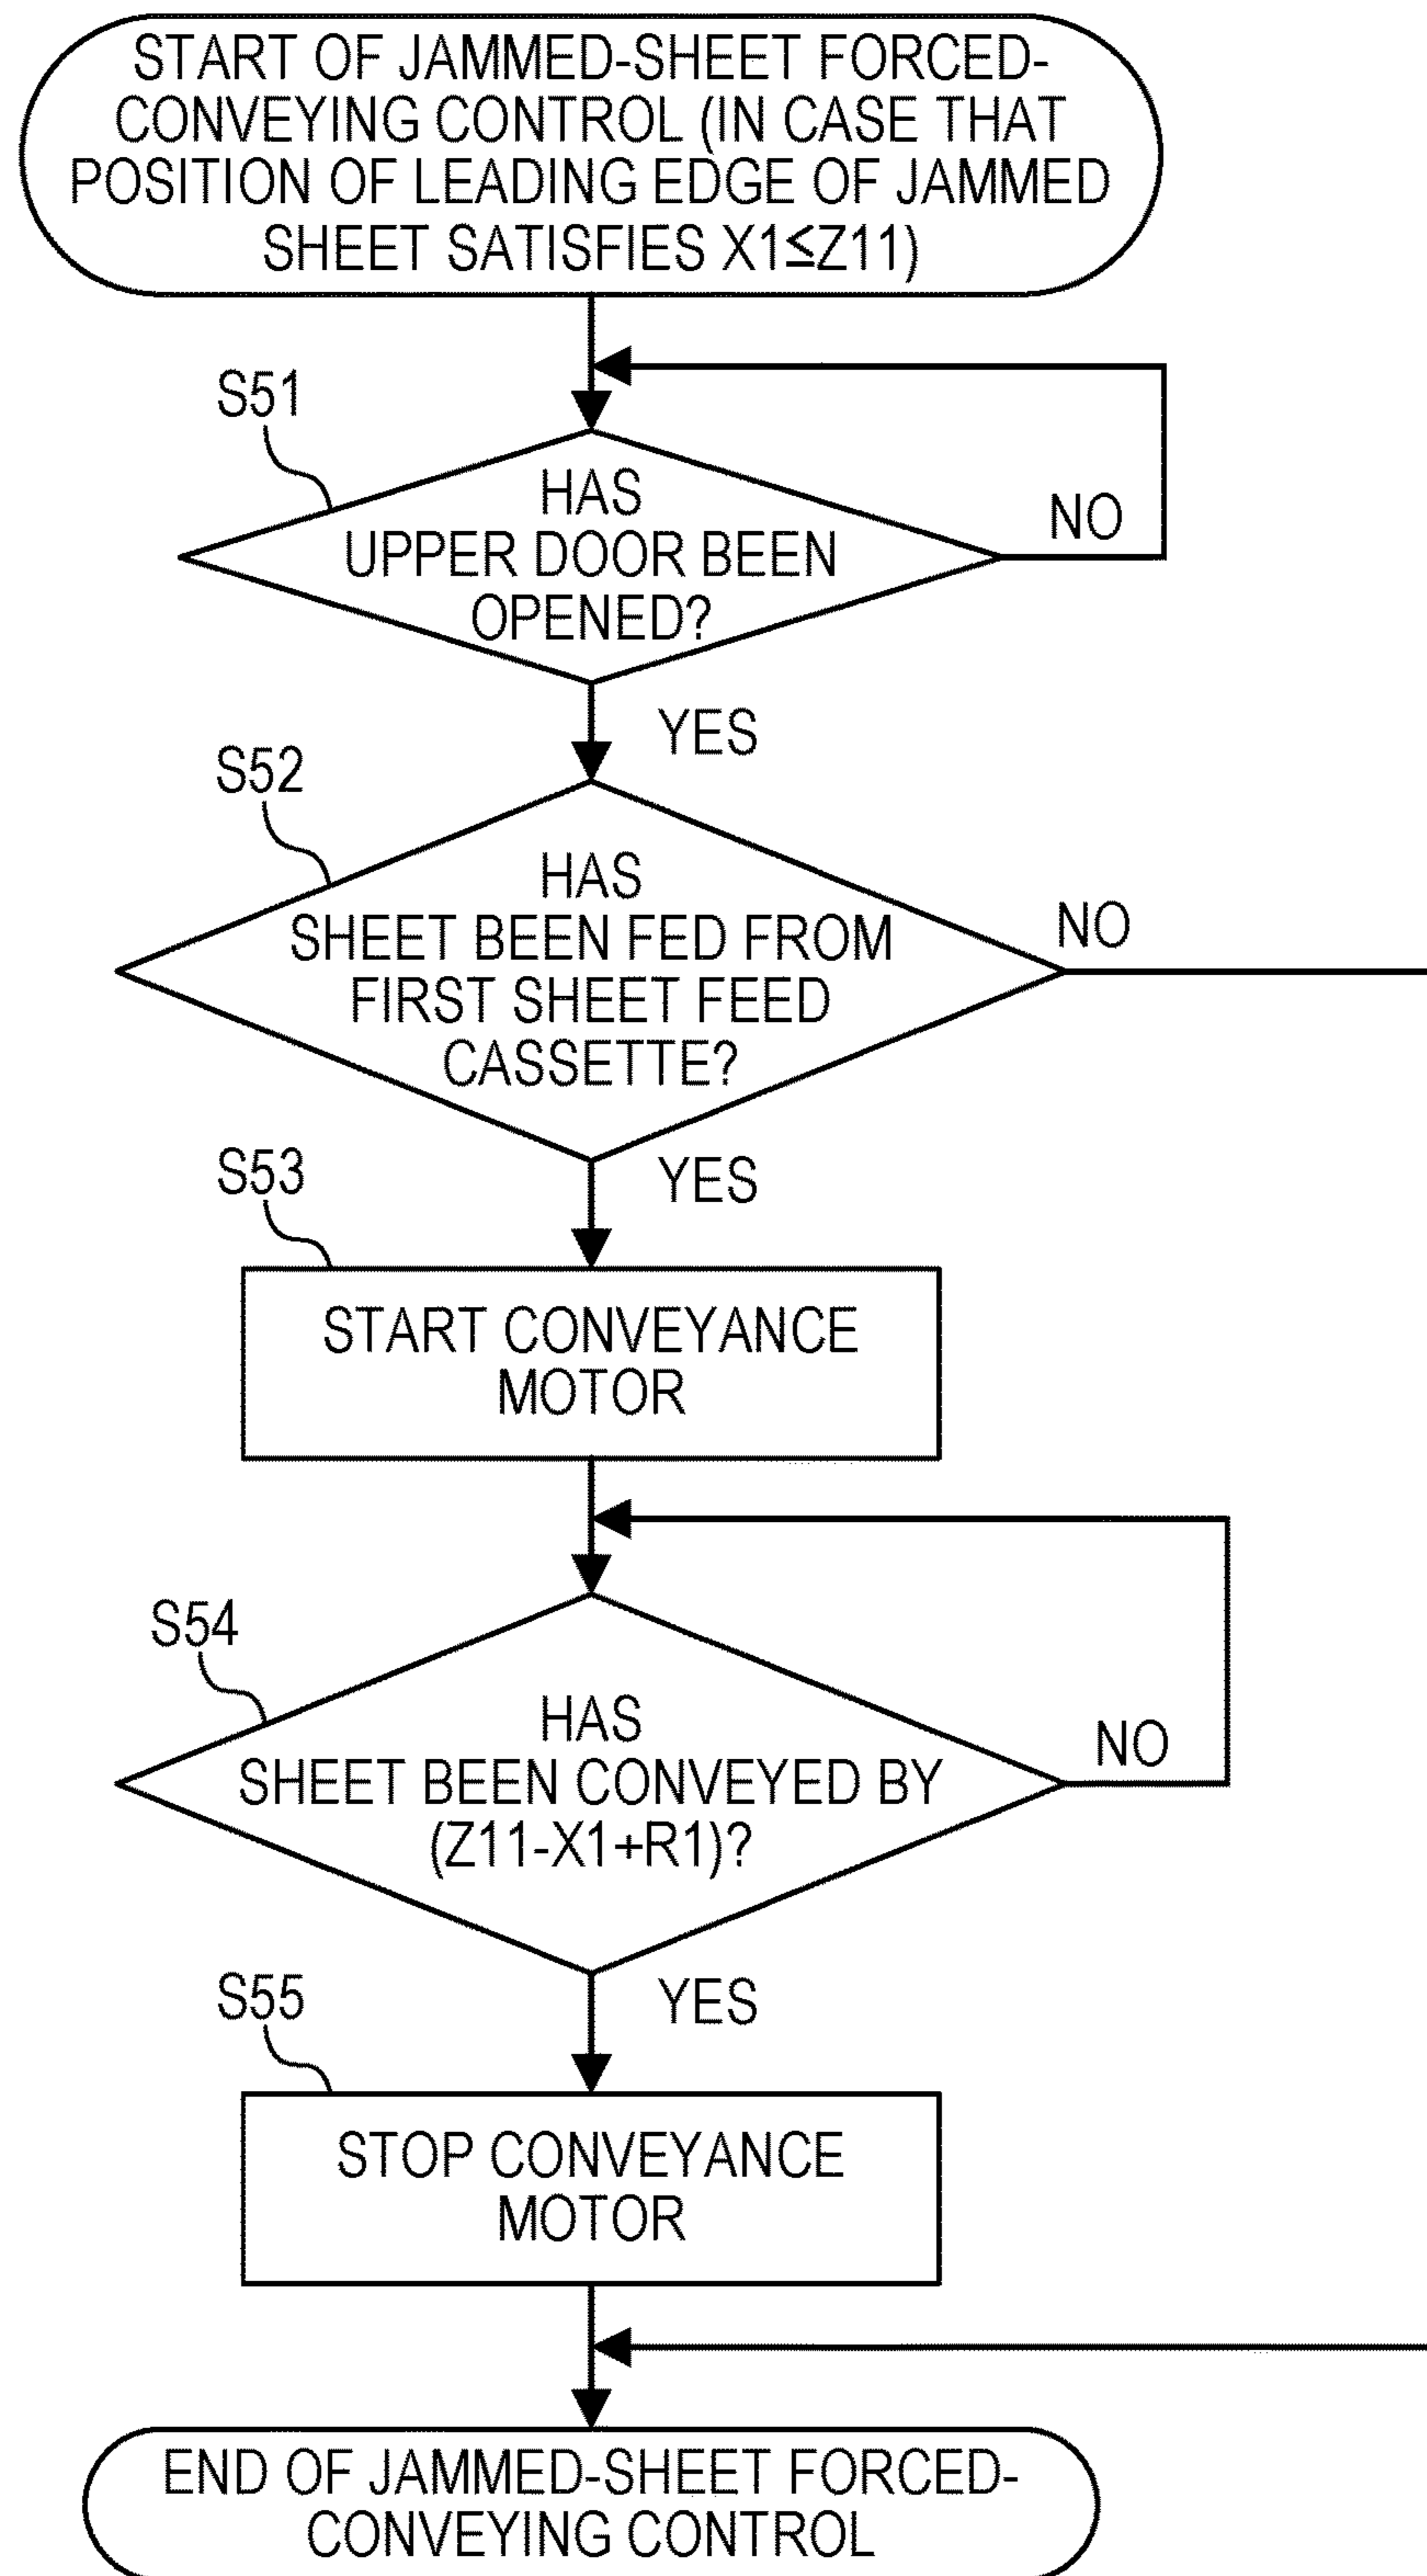 START OF JAMMED-SHEET FORCED-
CONVEYING CONTROL (IN CASE THAT
POSITION OF LEADING EDGE OF JAMMED
SHEET SATISFIES X1≤Z11)
S51
HAS
UPPER DOOR BEEN
OPENED?
NO
YES
S52
HAS
SHEET BEEN FED FROM
FIRST SHEET FEED
CASSETTE?
NO
YES
S53
START CONVEYANCE
MOTOR
S54
HAS
SHEET BEEN CONVEYED BY
(Z11-X1+R1)?
NO
YES
S55
STOP CONVEYANCE
MOTOR
END OF JAMMED-SHEET FORCED-
CONVEYING CONTROL